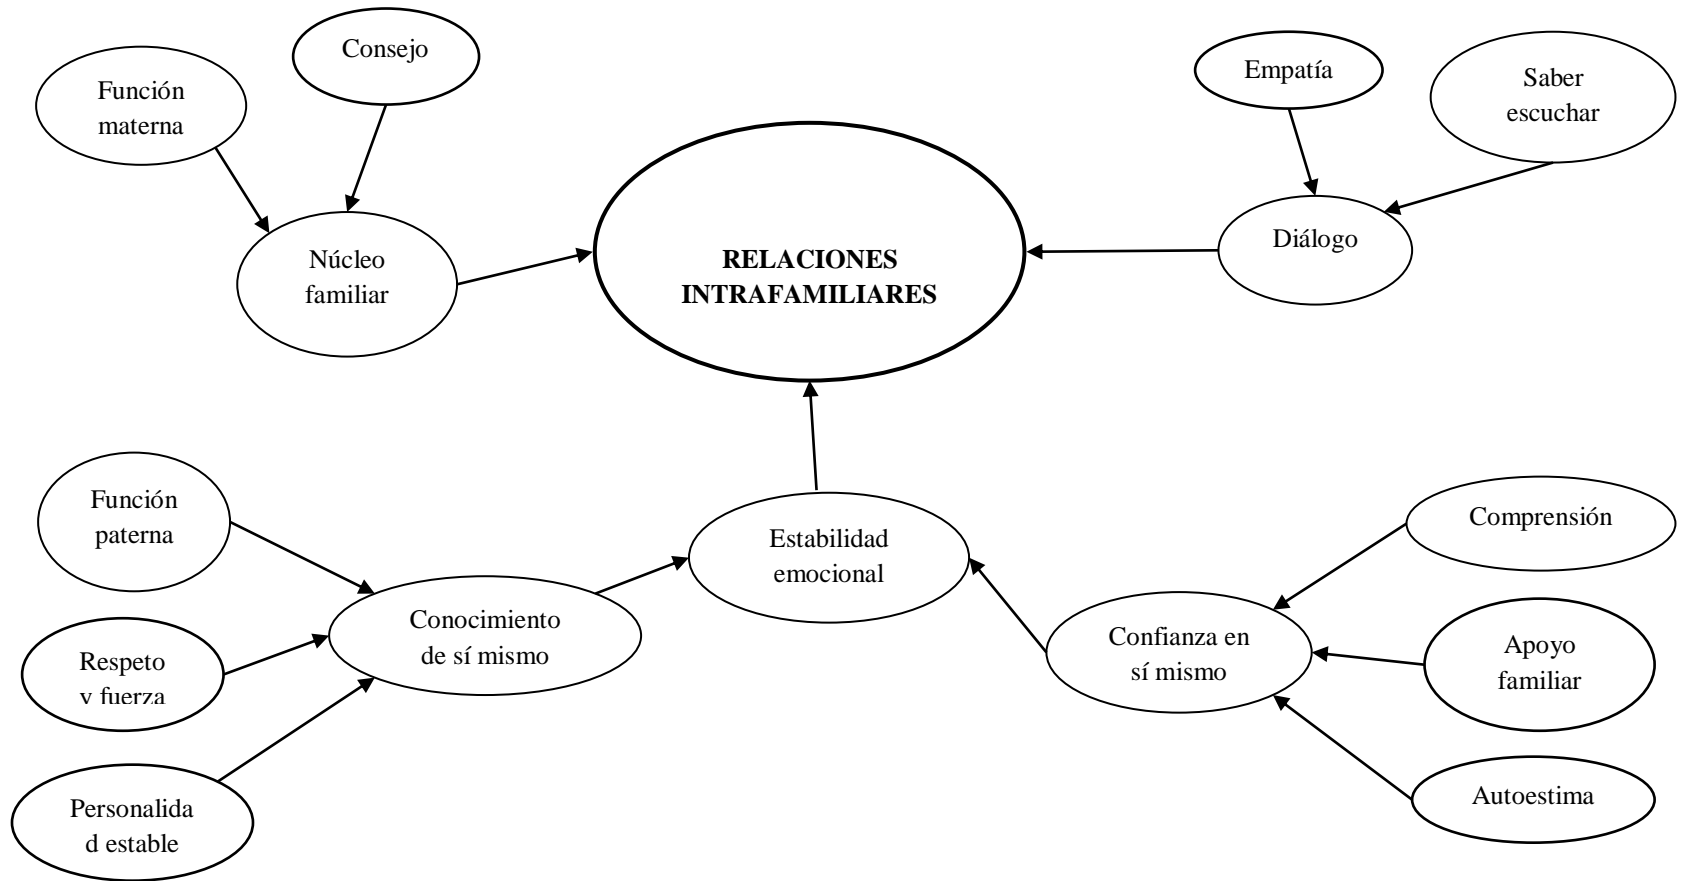 Consejo
Función
materna
Empatía
Saber
escuchar
RELACIONES
INTRAFAMILIARES
Núcleo
familiar
Diálogo
Función
paterna
Estabilidad
emocional
Comprensión
Conocimiento
de sí mismo
Confianza en
sí mismo
Respeto
y fuerza
Apoyo
familiar
Personalida
d estable
Autoestima